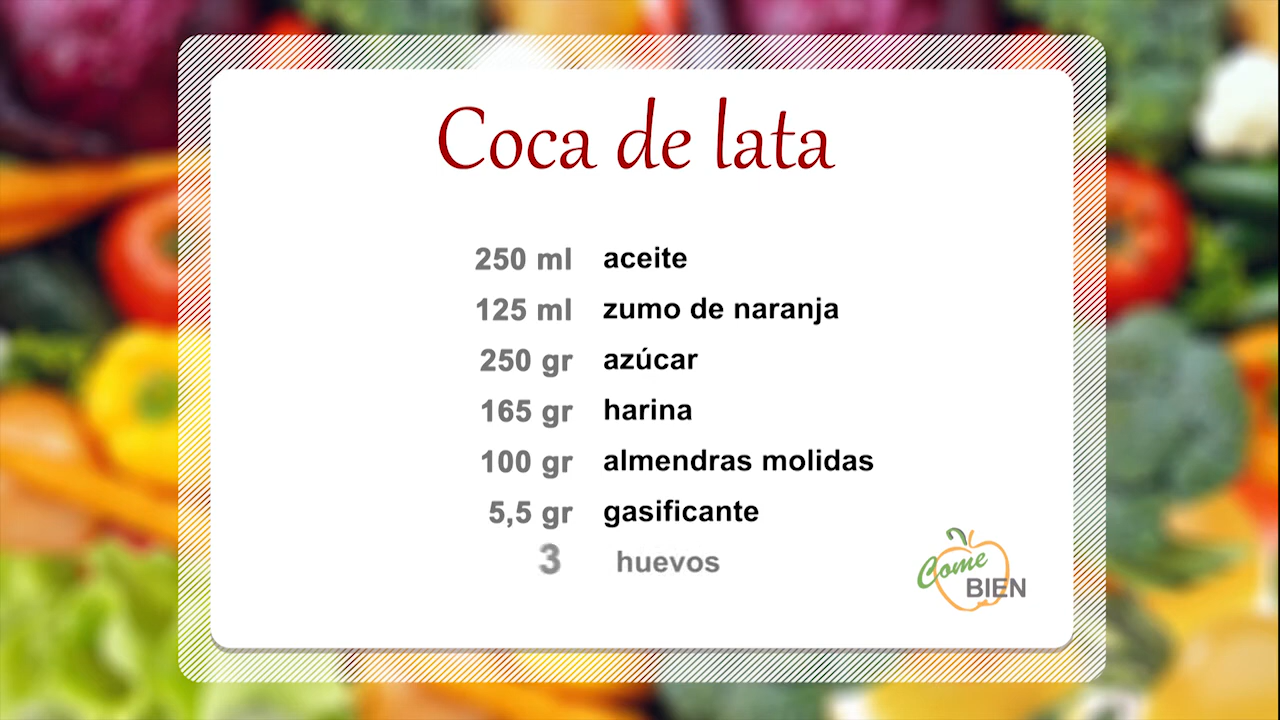 Coca de lata
250 ml aceite
125 ml zumo de naranja
250 gr azúcar
165 gr harina
100 gr almendras molidas
5,5 gr gasificante
3 huevos
Come
BIEN